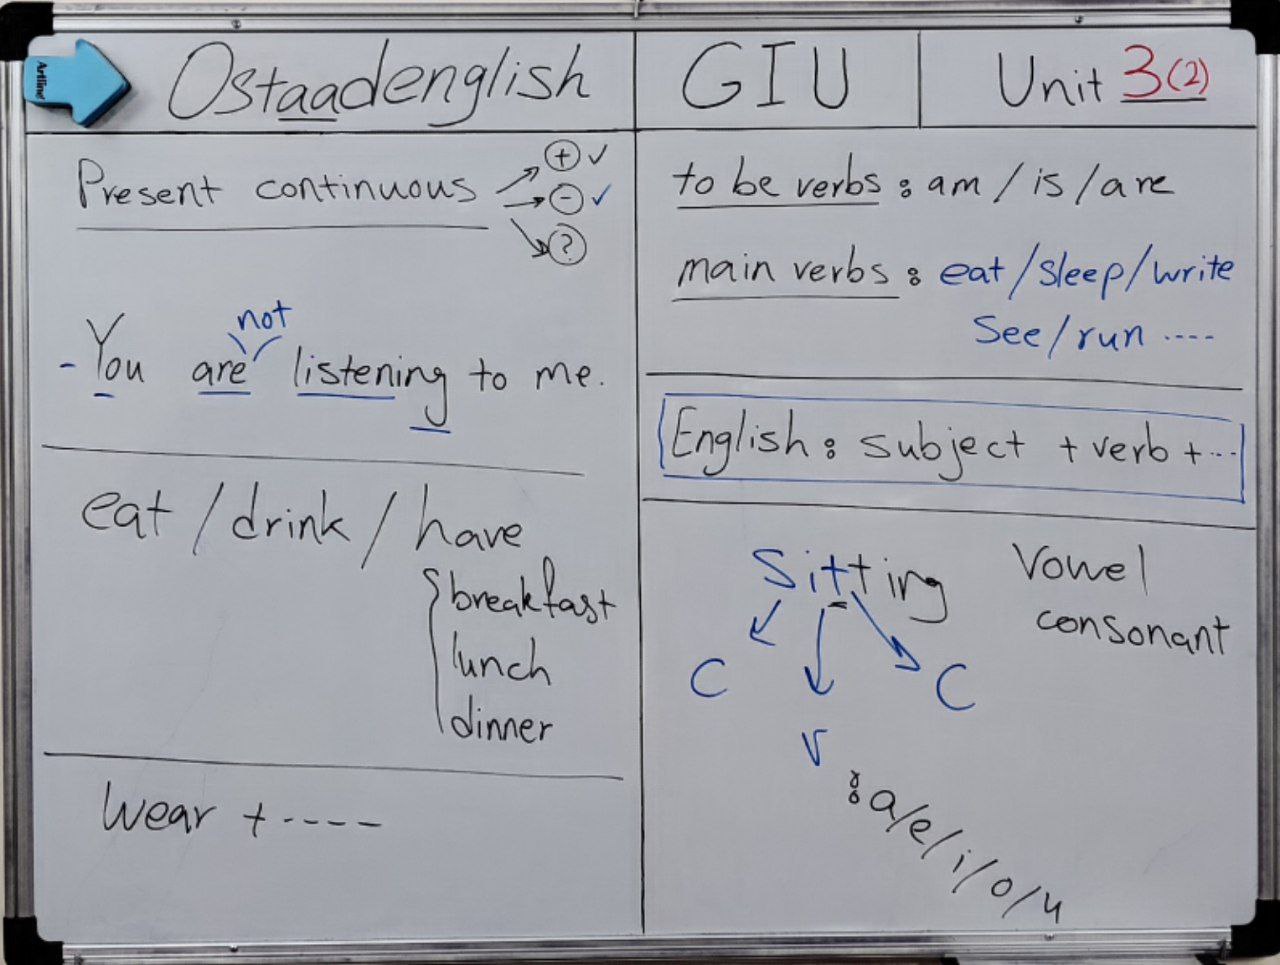 Artline
Ostaadenglish
GIU
Unit 3(2)
Present continuous
+ ✓
- ✓
?
not
- You are listening to me.
eat / drink / have
breakfast
lunch
dinner
Wear + ----
to be verbs : am / is / are
main verbs : eat / sleep / write
See / run ----
English : subject + verb + ...
Sitting
C
V
C
: a/e/i/o/u
Vowel
consonant